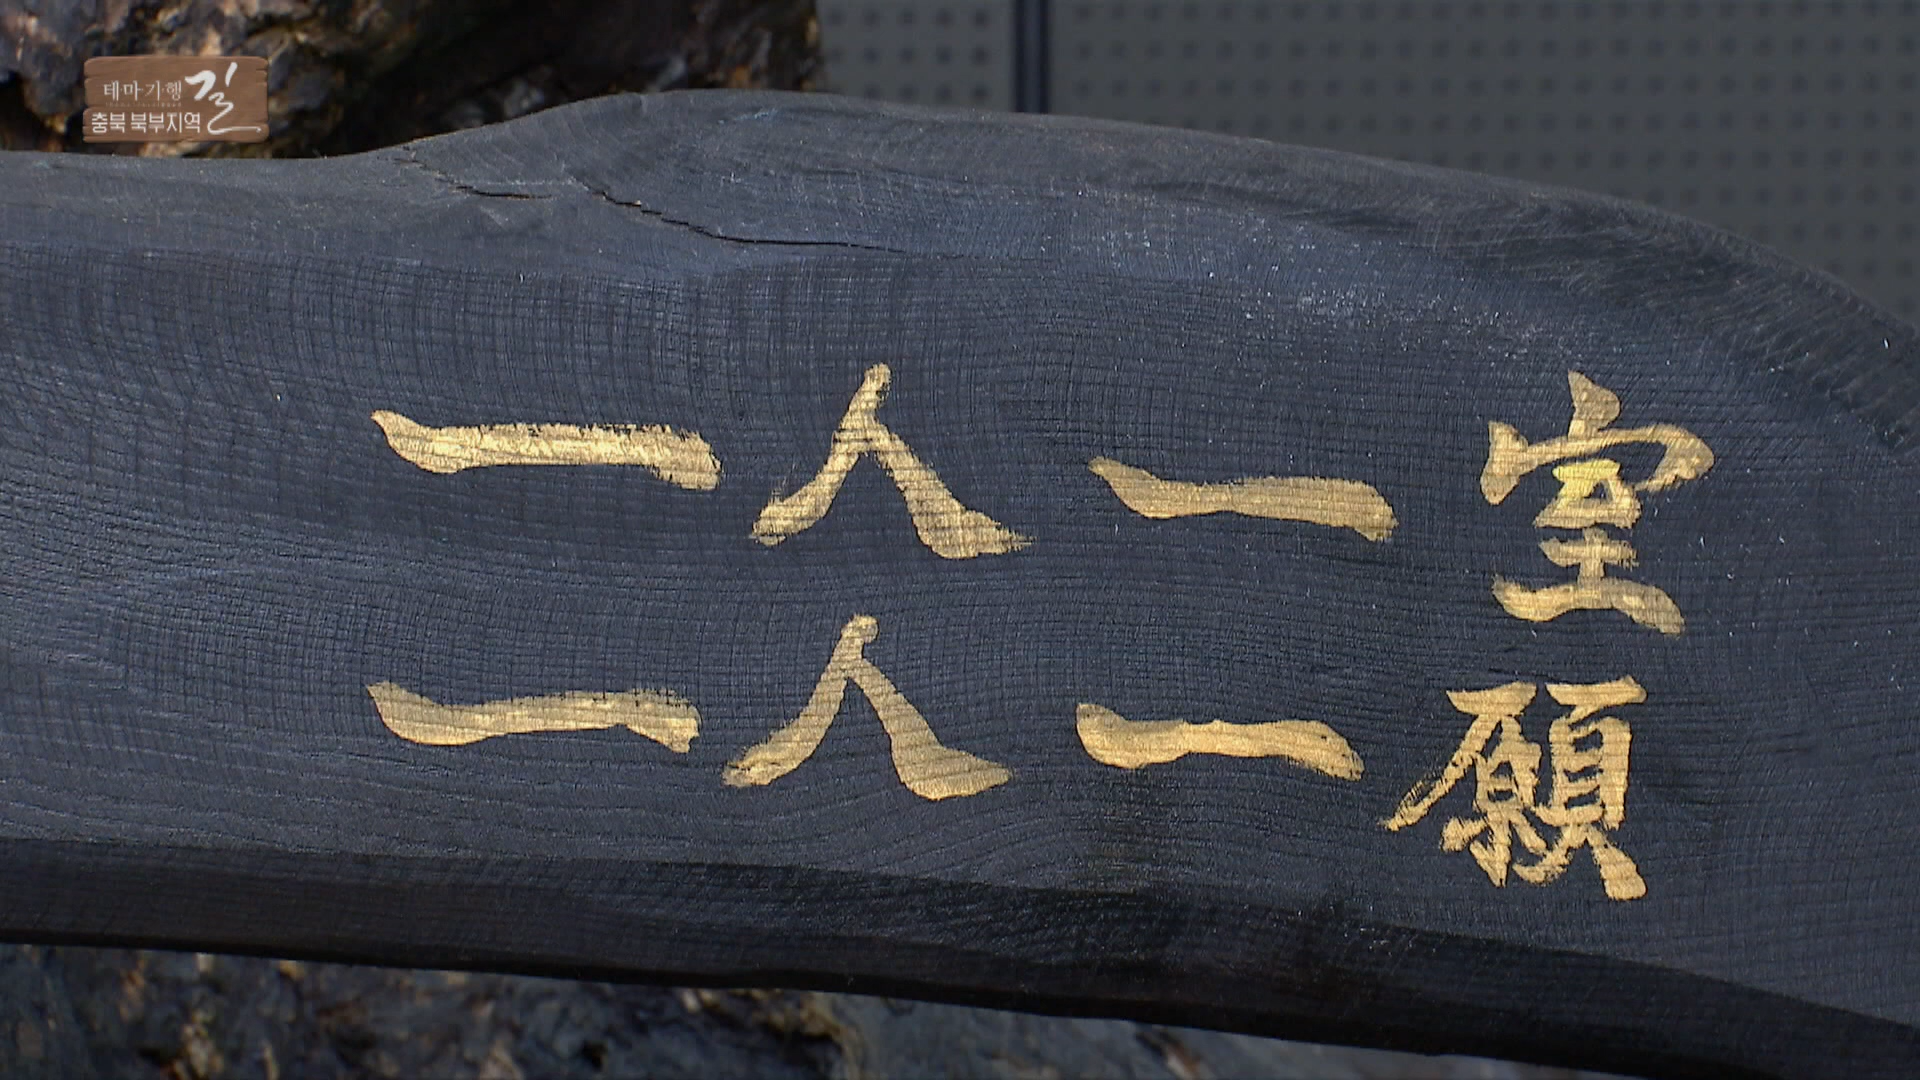 테마기행 길
충북 북부지역
一人一室
一人一願